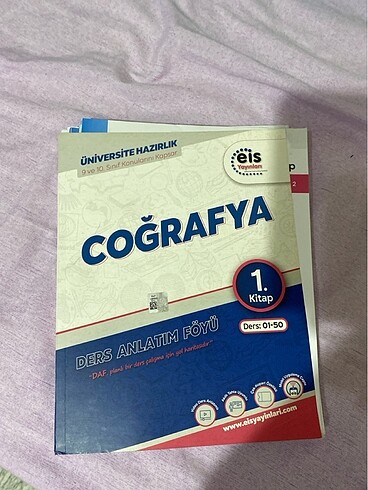 ÜNİVERSİTE HAZIRLIK
9 ve 10. Sınıf Konularını Kapsar
eis
Yayınları
COĞRAFYA
1.
Kitap
Ders: 01-50
DERS ANLATIM FÖYÜ
"DAF, planlı bir ders çalışma için yol haritasıdır."
www.eisyayinlari.com